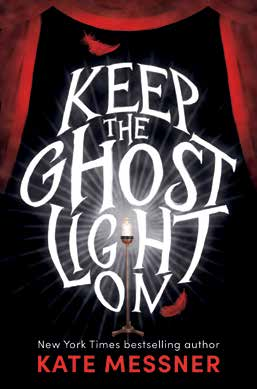 KEEP
THE
GHOST
LIGHT
ON
New York Times bestselling author
KATE MESSNER